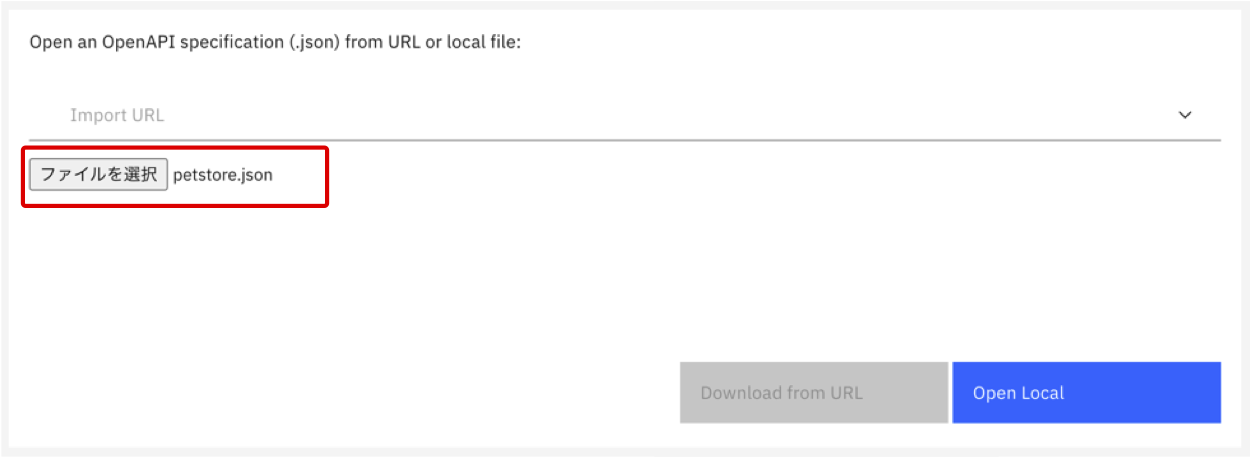 Open an OpenAPI specification (.json) from URL or local file:
Import URL
ファイルを選択 petstore.json
Download from URL
Open Local